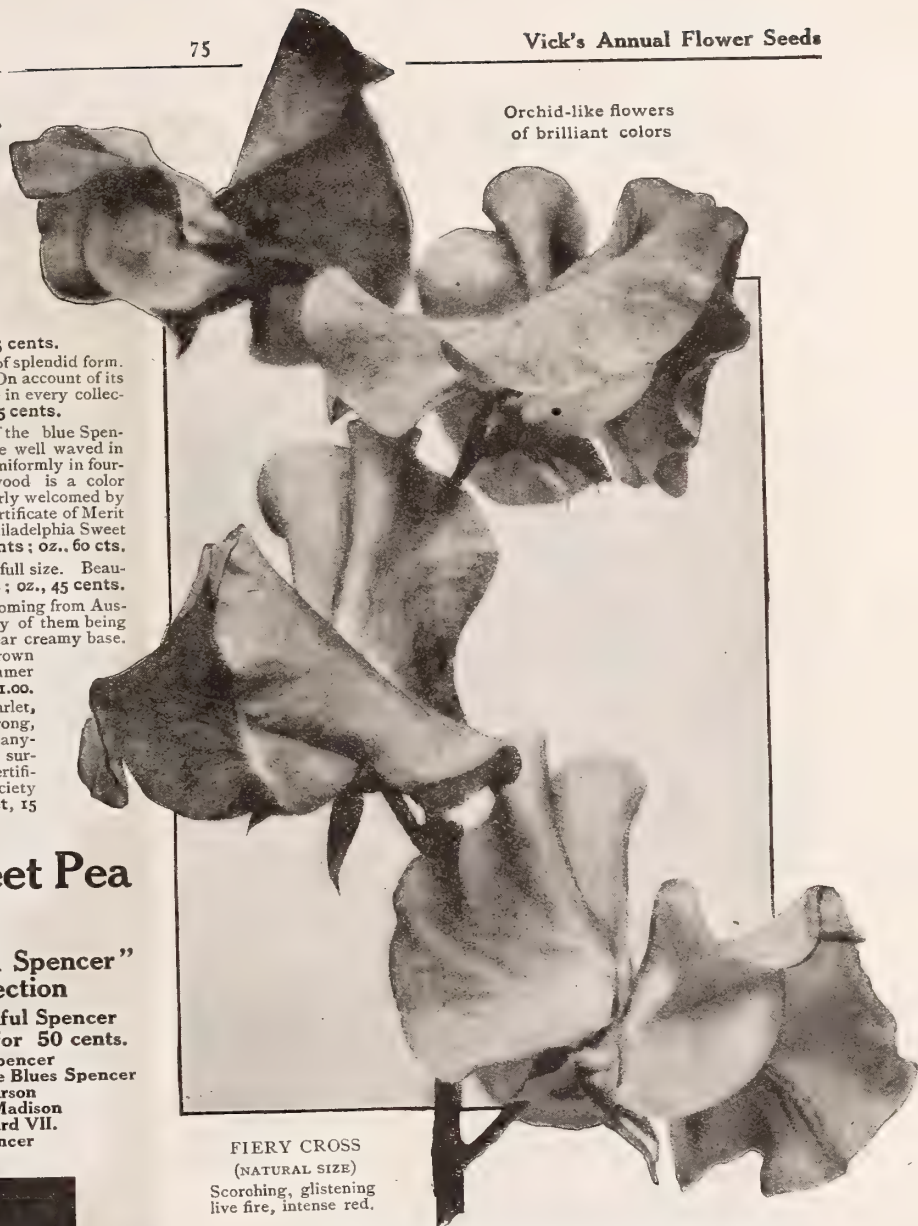 75
Vick's Annual Flower Seeds
Orchid-like flowers
of brilliant colors
cents.
of splendid form.
On account of its
in every collec-
5 cents.
the blue Spen-
e well waved in
niformly in four-
wood is a color
rly welcomed by
rtificate of Merit
iladelphia Sweet
nts; oz., 60 cts.
full size. Beau-
; oz., 45 cents.
oming from Aus-
y of them being
ar creamy base.
rown
mer
1.00.
arlet,
rong,
any-
sur-
ertifi-
ciety
t, 15
eet Pea
Spencer"
ection
ful Spencer
or 50 cents.
pencer
e Blues Spencer
rson
Madison
rd VII.
ncer
FIERY CROSS
(NATURAL SIZE)
Scorching, glistening
live fire, intense red.